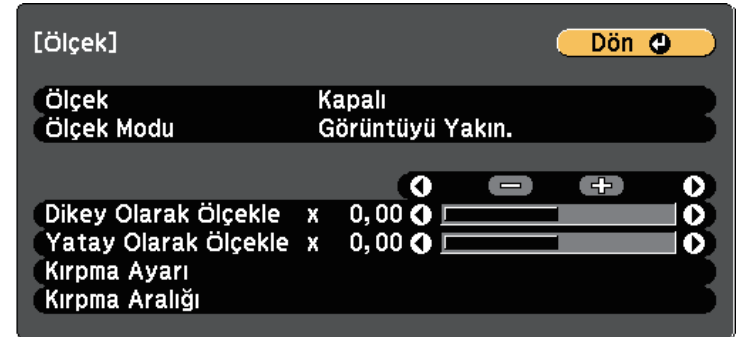 [Ölçek]
Dön
Ölçek Kapalı
Ölçek Modu Görüntüyü Yakın.
Dikey Olarak Ölçekle x 0,00
Yatay Olarak Ölçekle x 0,00
Kırpma Ayarı
Kırpma Aralığı